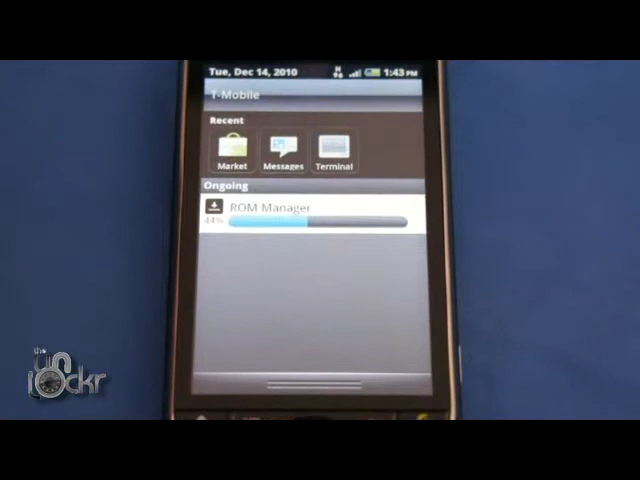 Tue, Dec 14, 2010 H 1:43 PM
T-Mobile
Recent
Market Messages Terminal
Ongoing
ROM Manager
44%
the unlockr